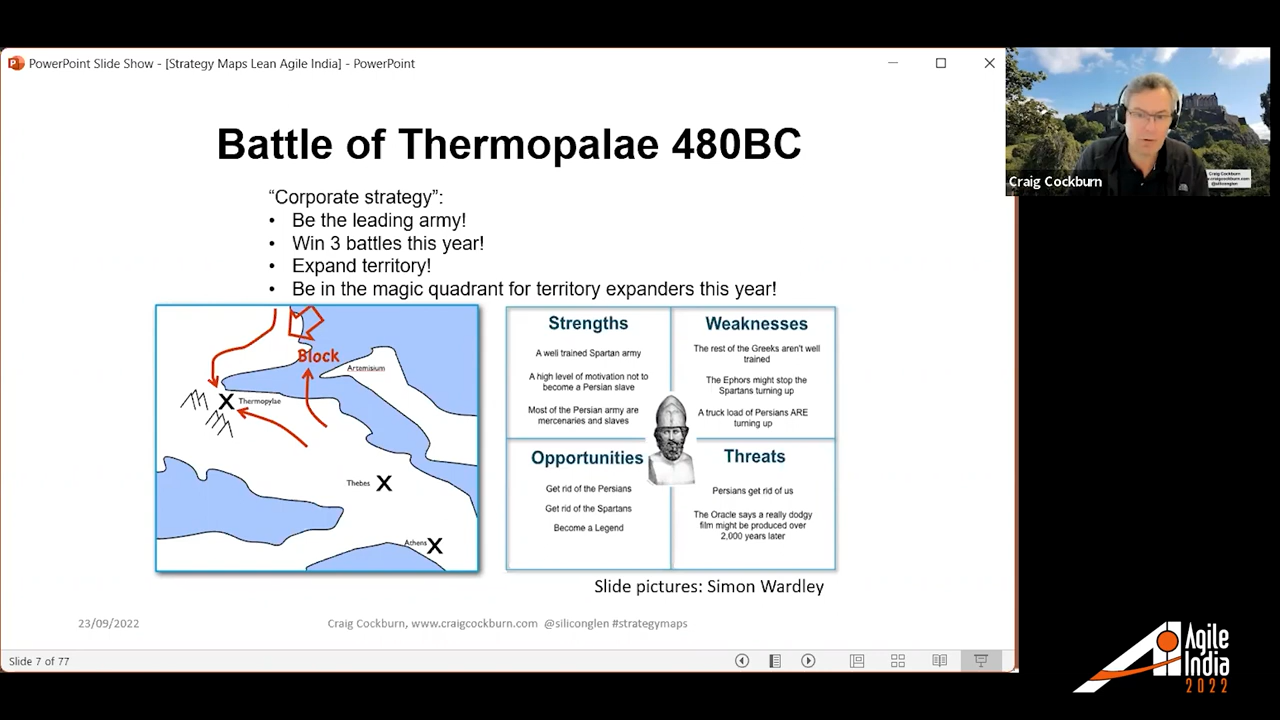 PowerPoint Slide Show - [Strategy Maps Lean Agile India] - PowerPoint
Battle of Thermopalae 480BC
“Corporate strategy”:
• Be the leading army!
• Win 3 battles this year!
• Expand territory!
• Be in the magic quadrant for territory expanders this year!
Block
Artemisium
Thermopylae
Thebes
Athens
Strengths
A well trained Spartan army
A high level of motivation not to
become a Persian slave
Most of the Persian army are
mercenaries and slaves
Weaknesses
The rest of the Greeks aren't well
trained
The Ephors might stop the
Spartans turning up
A truck load of Persians ARE
turning up
Opportunities
Get rid of the Persians
Get rid of the Spartans
Become a Legend
Threats
Persians get rid of us
The Oracle says a really dodgy
film might be produced over
2,000 years later
Slide pictures: Simon Wardley
23/09/2022
Craig Cockburn, www.craigcockburn.com @siliconglen #strategymaps
Slide 7 of 77
Craig Cockburn
Craig Cockburn
www.craigcockburn.com
@siliconglen
Agile
India
2022